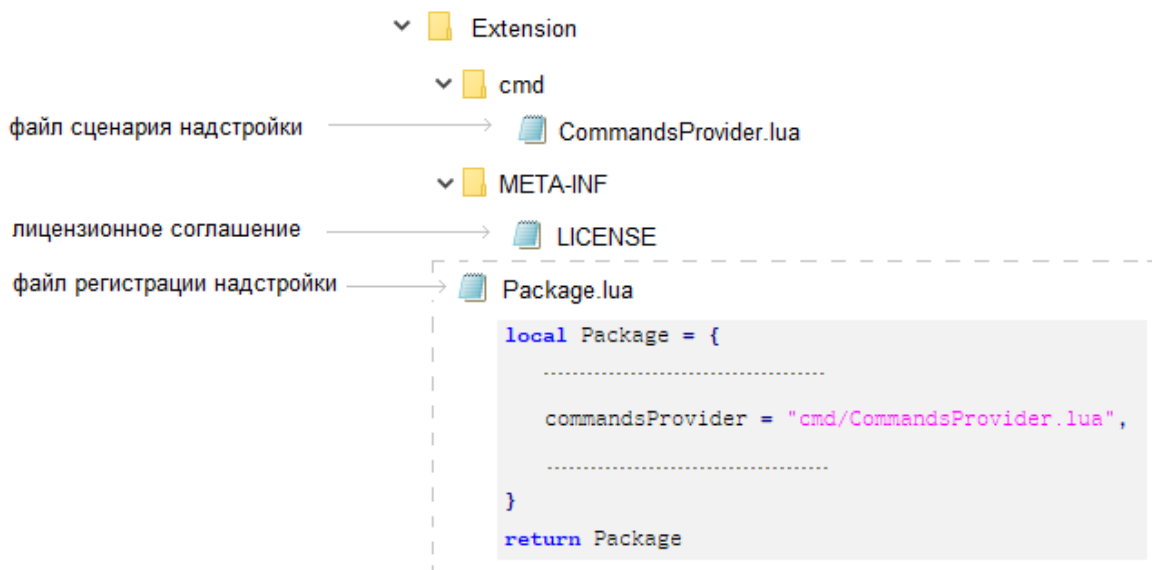 Extension
cmd
файл сценария надстройки
CommandsProvider.lua
META-INF
лицензионное соглашение
LICENSE
файл регистрации надстройки
Package.lua
local Package = {
commandsProvider = "cmd/CommandsProvider.lua",
}
return Package